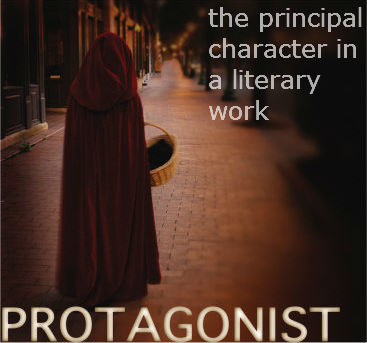 the principal
character in
a literary
work
PROTAGONIST